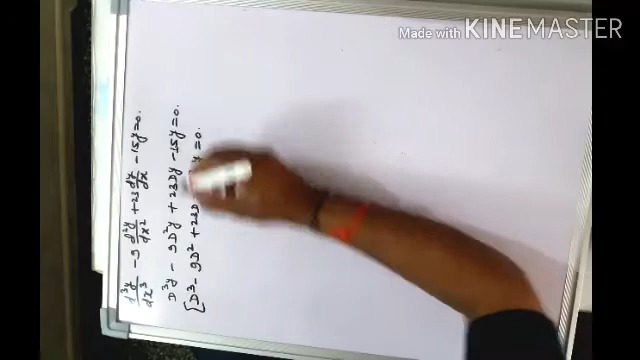 Made with KINEMASTER
d³y/dx³ - 9 d²y/dx² + 23 dy/dx - 15y = 0.
D³y - 9D²y + 23Dy - 15y = 0.
[D³ - 9D² + 23D y = 0.